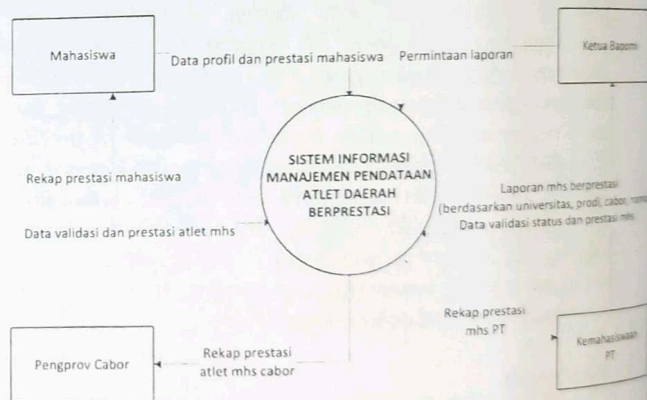 Mahasiswa
Data profil dan prestasi mahasiswa
Permintaan laporan
Ketua Bapomi
SISTEM INFORMASI
MANAJEMEN PENDATAAN
ATLET DAERAH
BERPRESTASI
Rekap prestasi mahasiswa
Data validasi dan prestasi atlet mhs
Laporan mhs berprestasi
(berdasarkan universitas, prodi, cabor,
Data validasi status dan prestasi mhs
Rekap prestasi
mhs PT
Kemahasiswaan
PT
Pengprov Cabor
Rekap prestasi
atlet mhs cabor